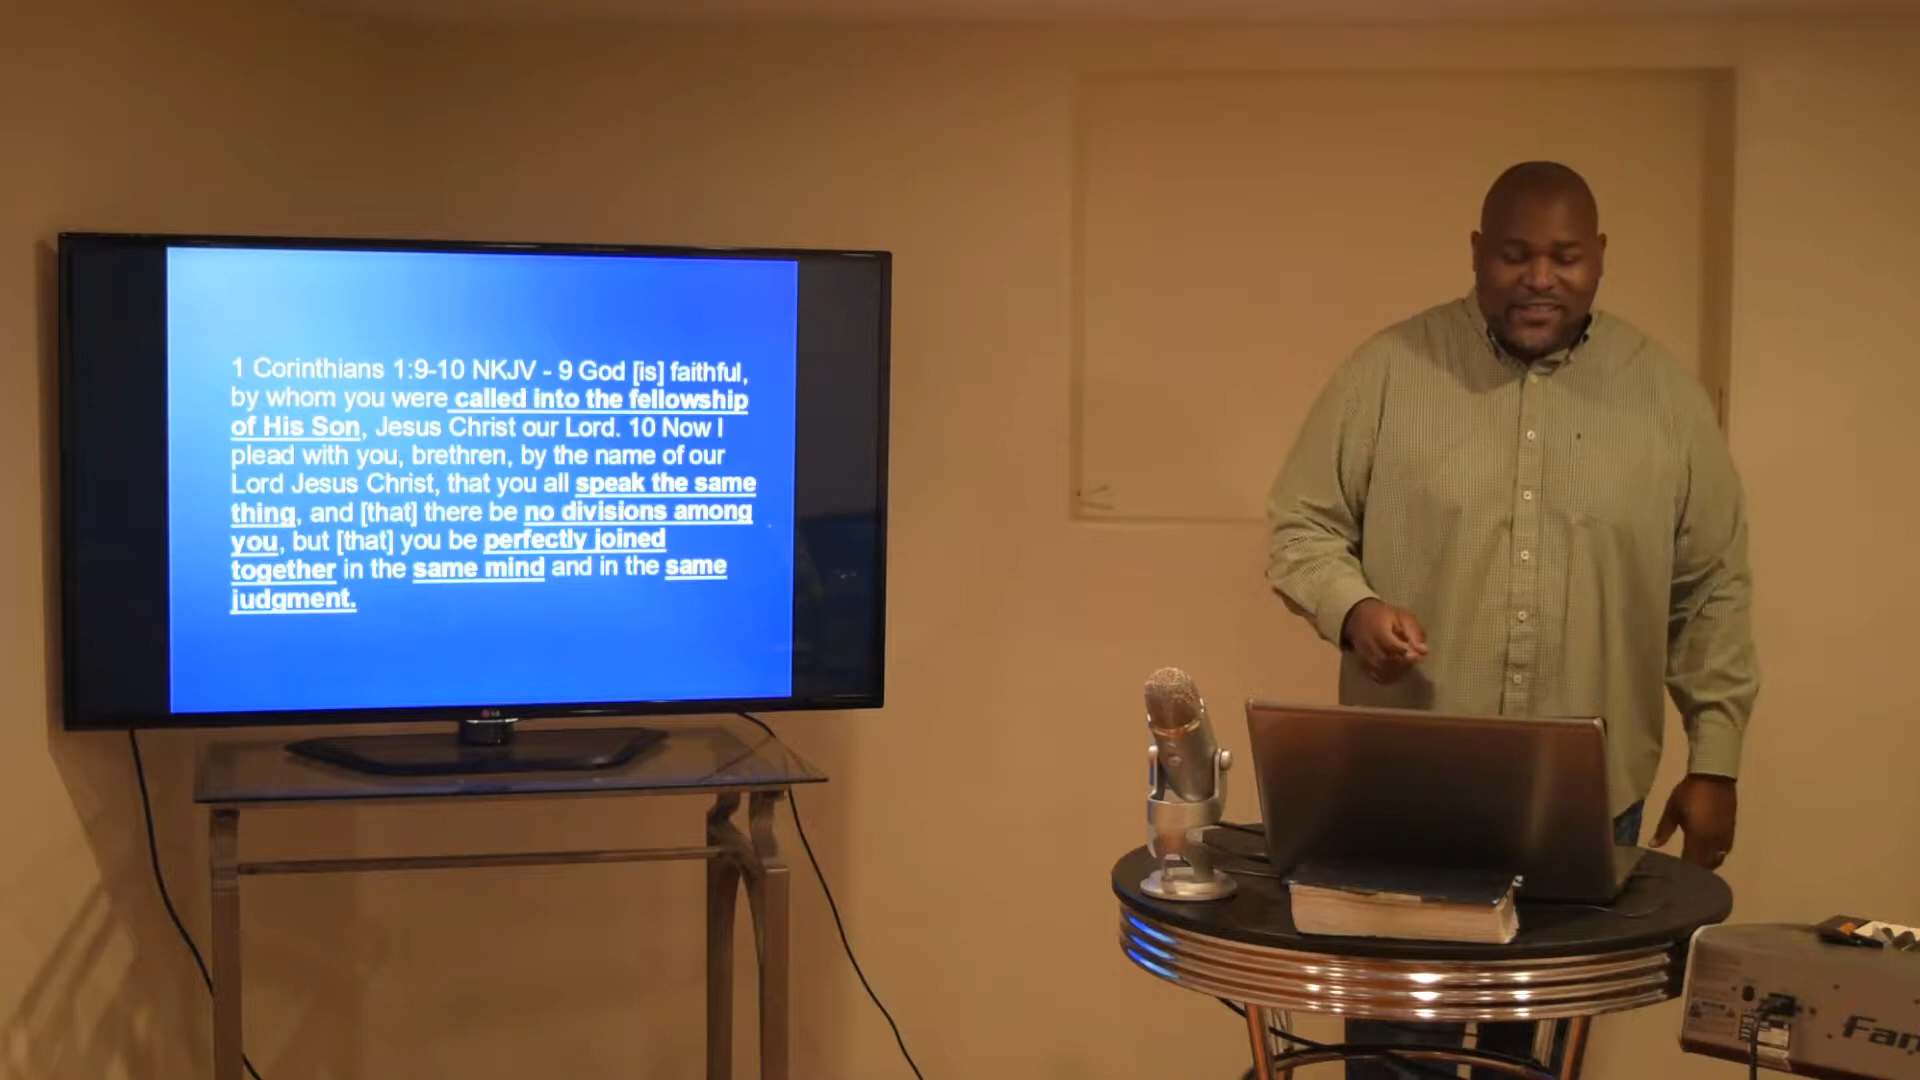 1 Corinthians 1:9-10 NKJV - 9 God [is] faithful,
by whom you were called into the fellowship
of His Son, Jesus Christ our Lord. 10 Now I
plead with you, brethren, by the name of our
Lord Jesus Christ, that you all speak the same
thing, and [that] there be no divisions among
you, but [that] you be perfectly joined
together in the same mind and in the same
judgment.
LG